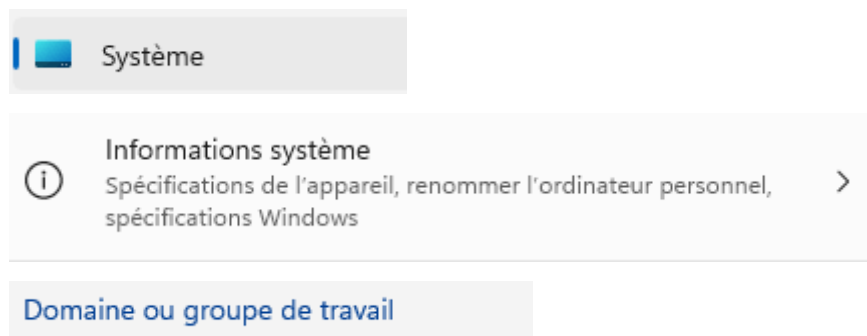 Système
Informations système
Spécifications de l'appareil, renommer l'ordinateur personnel,
spécifications Windows
Domaine ou groupe de travail